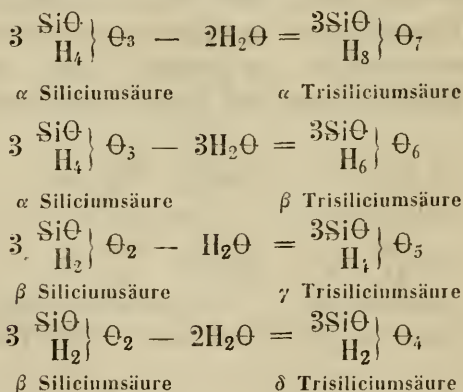 3 SiΘ H₄} Θ₃ — 2H₂Θ = 3SiΘ H₈} Θ₇
α Siliciumsäure α Trisiliciumsäure
3 SiΘ H₄} Θ₃ — 3H₂Θ = 3SiΘ H₆} Θ₆
α Siliciumsäure β Trisiliciumsäure
3 SiΘ H₂} Θ₂ — H₂Θ = 3SiΘ H₄} Θ₅
β Siliciumsäure γ Trisiliciumsäure
3 SiΘ H₂} Θ₂ — 2H₂Θ = 3SiΘ H₂} Θ₄
β Siliciumsäure δ Trisiliciumsäure